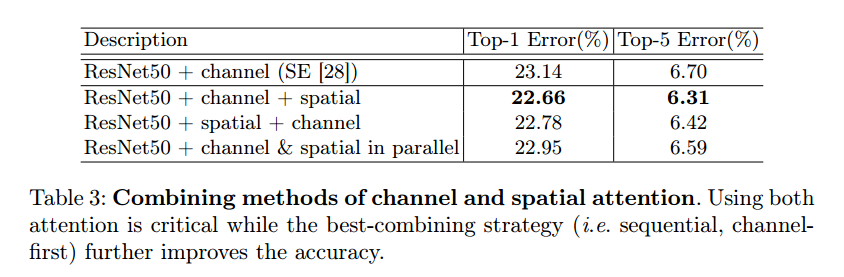 Description Top-1 Error(%) Top-5 Error(%)
ResNet50 + channel (SE [28]) 23.14 6.70
ResNet50 + channel + spatial 22.66 6.31
ResNet50 + spatial + channel 22.78 6.42
ResNet50 + channel & spatial in parallel 22.95 6.59
Table 3: Combining methods of channel and spatial attention. Using both
attention is critical while the best-combining strategy (i.e. sequential, channel-
first) further improves the accuracy.